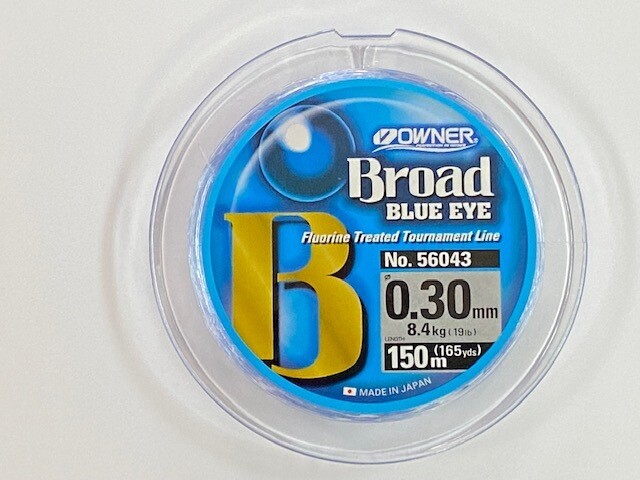 OWNER
Broad
BLUE EYE
Fluorine Treated Tournament Line
B
No. 56043
ø 0.30mm
8.4kg (19lb)
LENGTH
150m (165yds)
MADE IN JAPAN